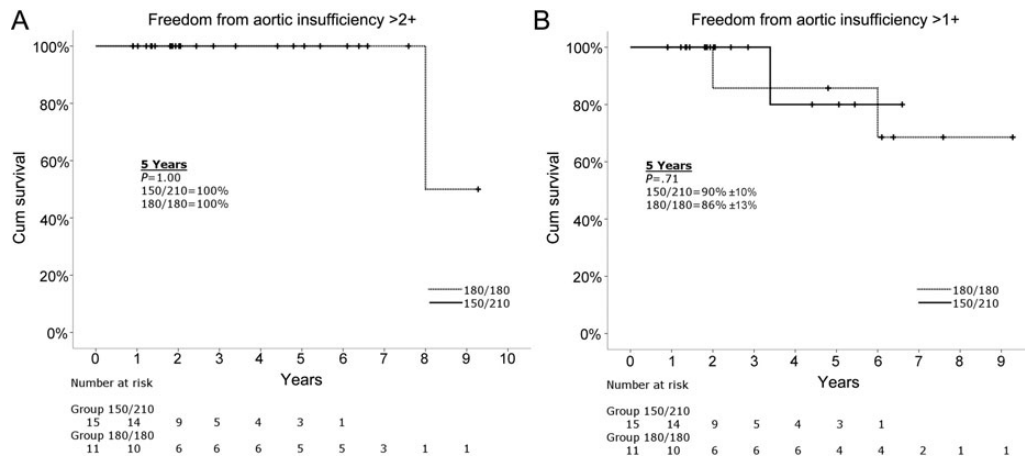 A
Freedom from aortic insufficiency >2+
100%
80%
60%
40%
20%
0%
Cum survival
5 Years
P=1.00
150/210=100%
180/180=100%
180/180
150/210
0 1 2 3 4 5 6 7 8 9 10
Years
Number at risk
Group 150/210
15 14 9 5 4 3 1
Group 180/180
11 10 6 6 6 5 5 3 1 1
B
Freedom from aortic insufficiency >1+
100%
80%
60%
40%
20%
0%
Cum survival
5 Years
P=.71
150/210=90% ±10%
180/180=86% ±13%
180/180
150/210
0 1 2 3 4 5 6 7 8 9
Years
Number at risk
Group 150/210
15 14 9 5 4 3 1
Group 180/180
11 10 6 6 6 4 4 2 1 1